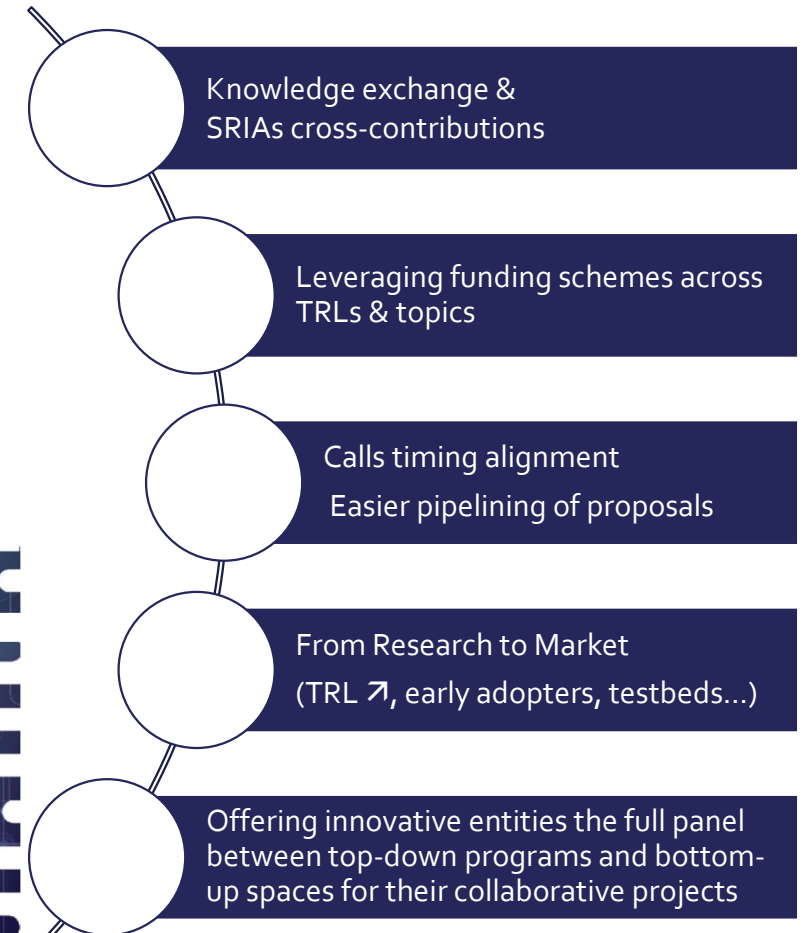 Knowledge exchange &
SRIAs cross-contributions
Leveraging funding schemes across
TRLs & topics
Calls timing alignment
Easier pipelining of proposals
From Research to Market
(TRL ↗, early adopters, testbeds…)
Offering innovative entities the full panel
between top-down programs and bottom-
up spaces for their collaborative projects